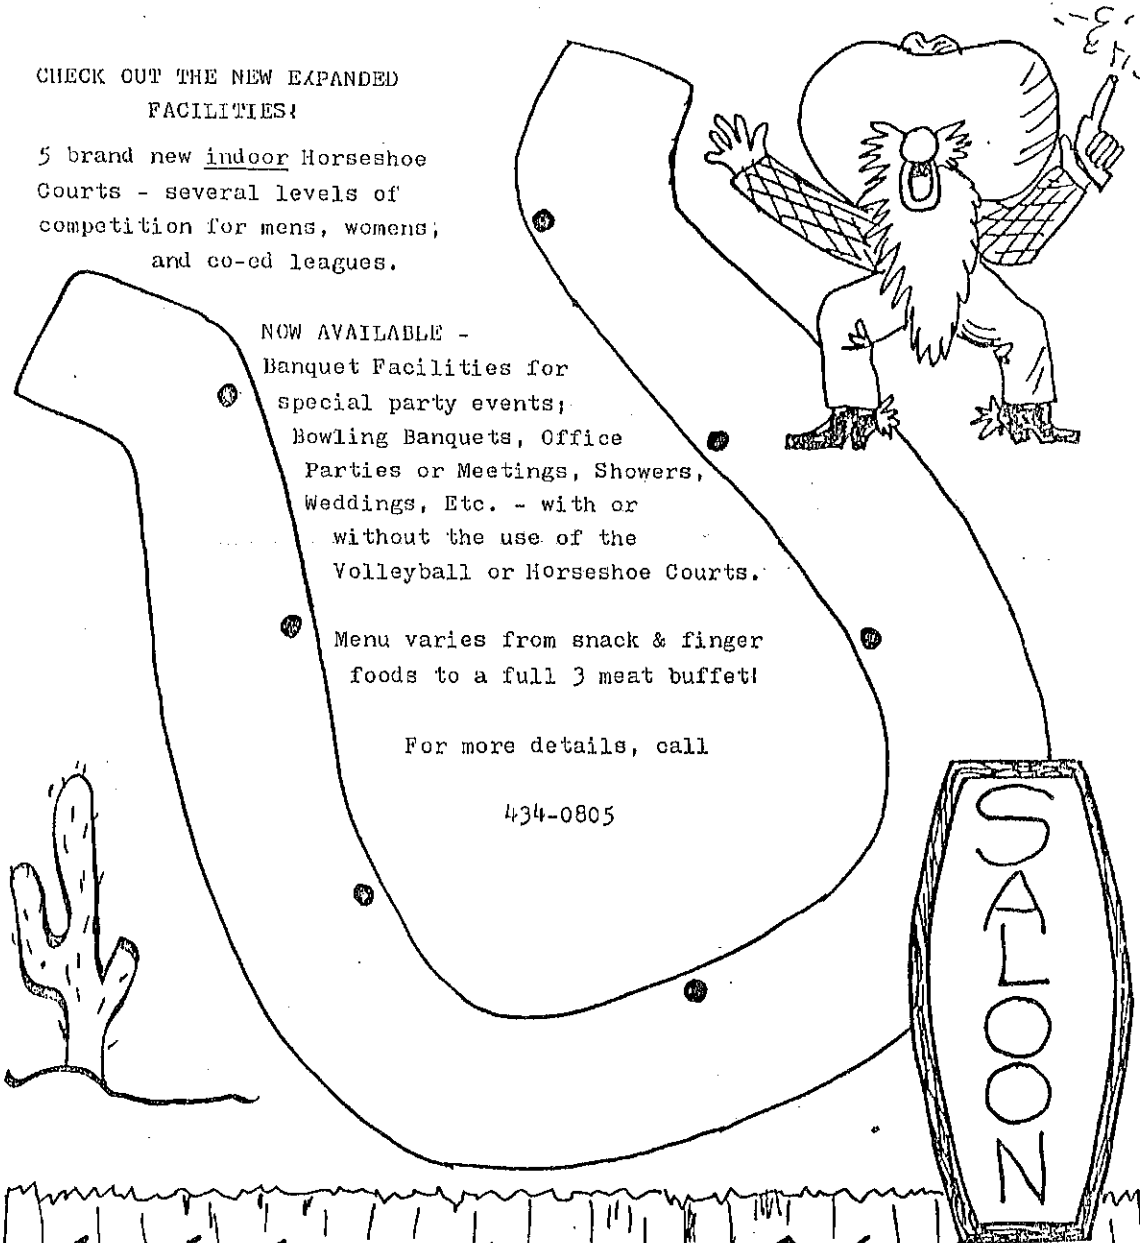 CHECK OUT THE NEW EXPANDED
FACILITIES!
5 brand new indoor Horseshoe
Courts - several levels of
competition for mens, womens,
and co-ed leagues.
NOW AVAILABLE -
Banquet Facilities for
special party events;
Bowling Banquets, Office
Parties or Meetings, Showers,
Weddings, Etc. - with or
without the use of the
Volleyball or Horseshoe Courts.
Menu varies from snack & finger
foods to a full 3 meat buffet!
For more details, call
434-0805
SALOON